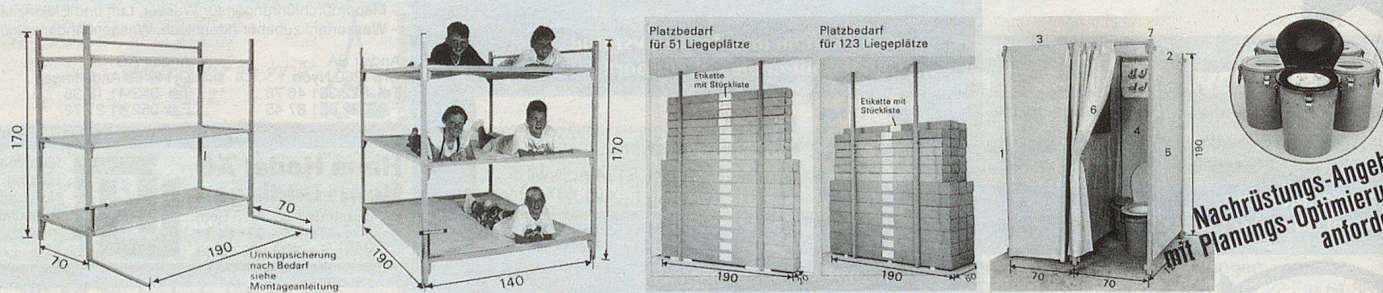 170
70
190
70
Umkippsicherung
nach Bedarf
siehe
Montageanleitung
190
140
170
Platzbedarf
für 51 Liegeplätze
Etikette
mit
Stückliste
190
Platzbedarf
für 123 Liegeplätze
Etikette mit
Stückliste
190
60
3
7
2
6
4
1
5
190
70
70
Nachrüstungs-Angeb
mit Planungs-Optimieru
anforde